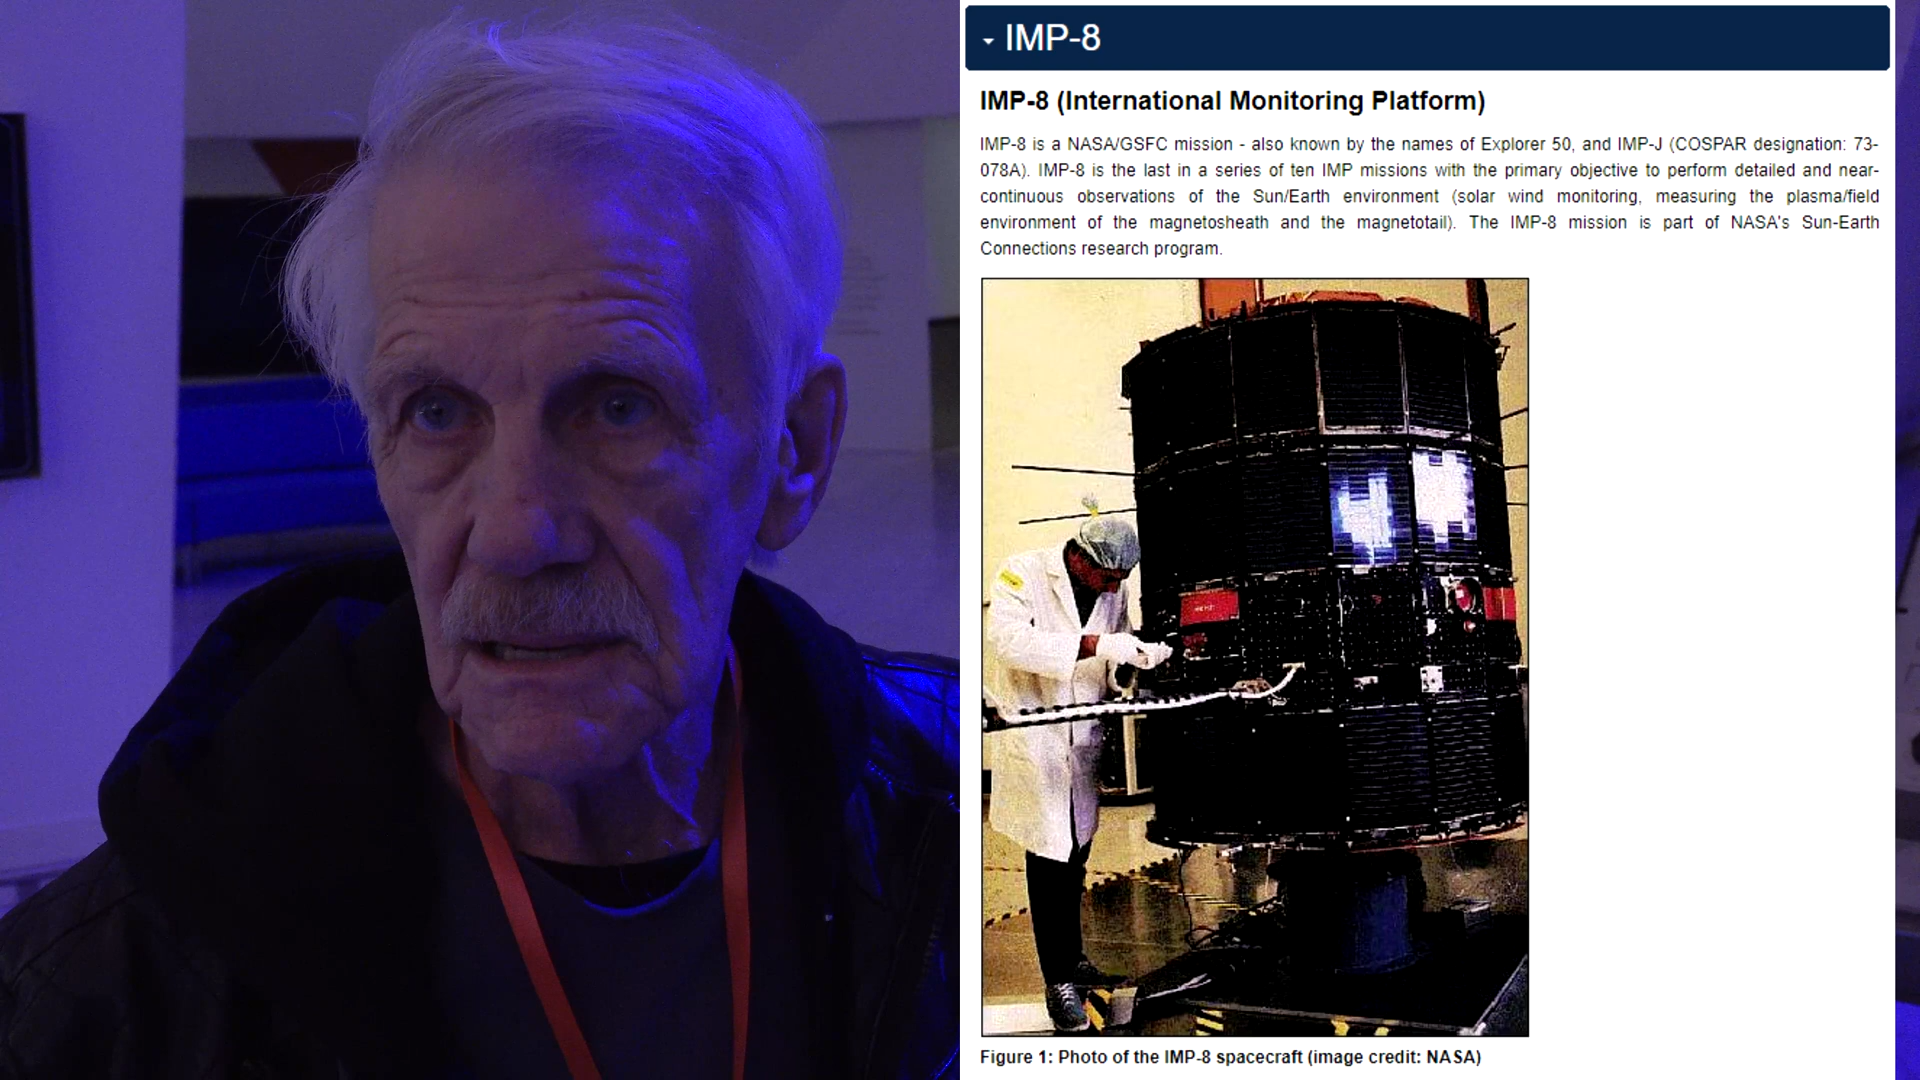 IMP-8
IMP-8 (International Monitoring Platform)
IMP-8 is a NASA/GSFC mission - also known by the names of Explorer 50, and IMP-J (COSPAR designation: 73-
078A). IMP-8 is the last in a series of ten IMP missions with the primary objective to perform detailed and near-
continuous observations of the Sun/Earth environment (solar wind monitoring, measuring the plasma/field
environment of the magnetosheath and the magnetotail). The IMP-8 mission is part of NASA's Sun-Earth
Connections research program.
Figure 1: Photo of the IMP-8 spacecraft (image credit: NASA)